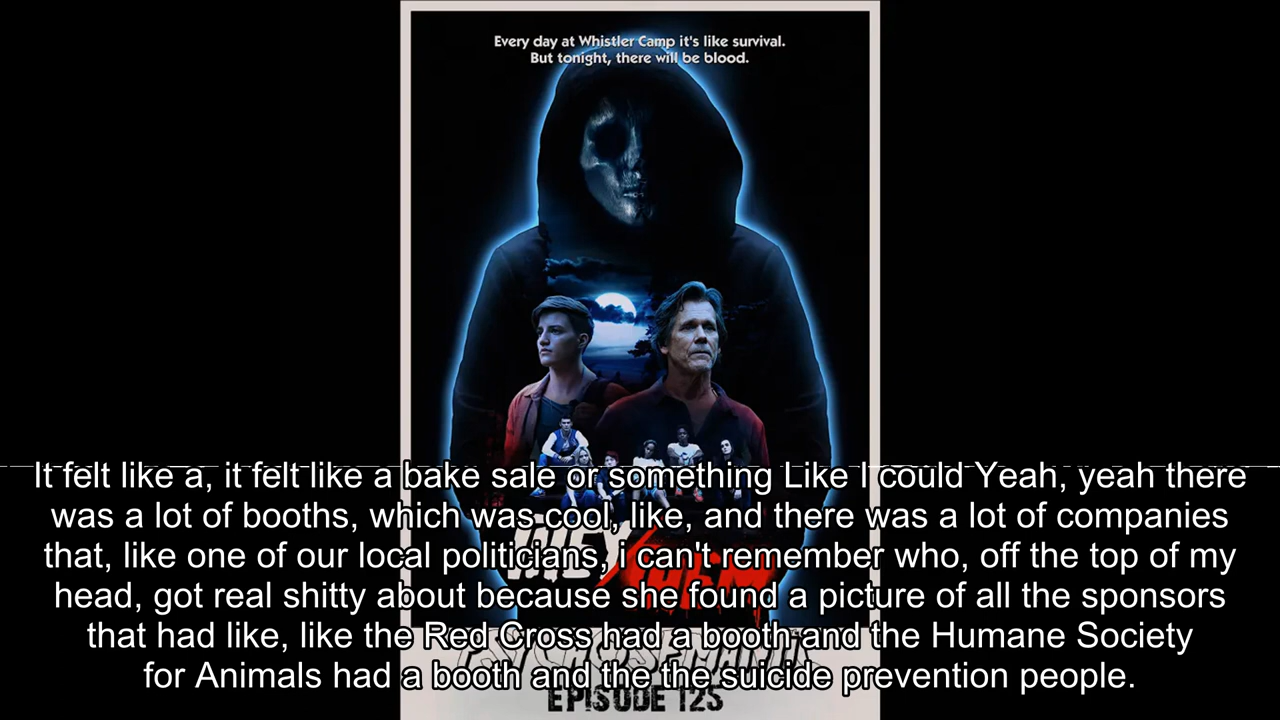 Every day at Whistler Camp it's like survival.
But tonight, there will be blood.
It felt like a, it felt like a bake sale or something Like I could Yeah, yeah there
was a lot of booths, which was cool, like, and there was a lot of companies
that, like one of our local politicians, i can't remember who, off the top of my
head, got real shitty about because she found a picture of all the sponsors
that had like, like the Red Cross had a booth and the Humane Society
for Animals had a booth and the the suicide prevention people.
EPISODE 125